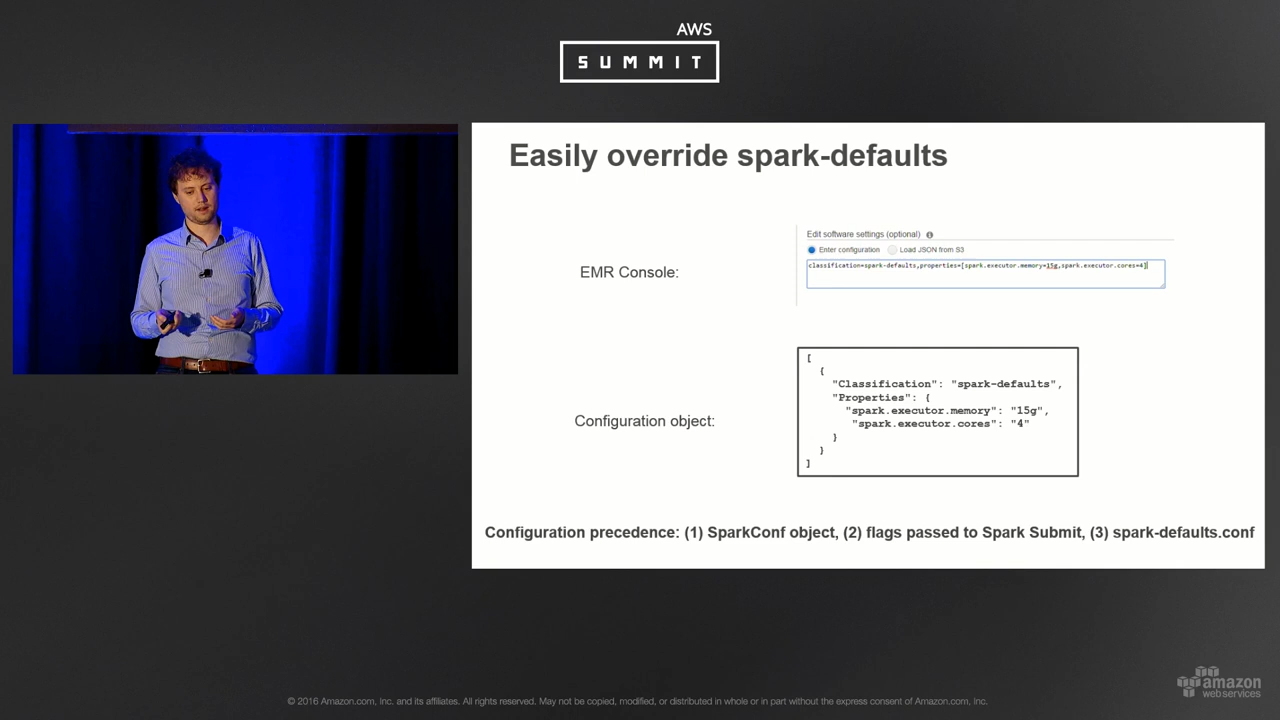 AWS
SUMMIT
Easily override spark-defaults
Edit software settings (optional)
Enter configuration Load JSON from S3
EMR Console:
classification=spark-defaults,properties=[spark.executor.memory=15g,spark.executor.cores=4]
Configuration object:
[
{
"Classification": "spark-defaults",
"Properties": {
"spark.executor.memory": "15g",
"spark.executor.cores": "4"
}
}
]
Configuration precedence: (1) SparkConf object, (2) flags passed to Spark Submit, (3) spark-defaults.conf
© 2016 Amazon.com, Inc. and its affiliates. All rights reserved. May not be copied, modified, or distributed in whole or in part without the express consent of Amazon.com, Inc.
amazon
web services